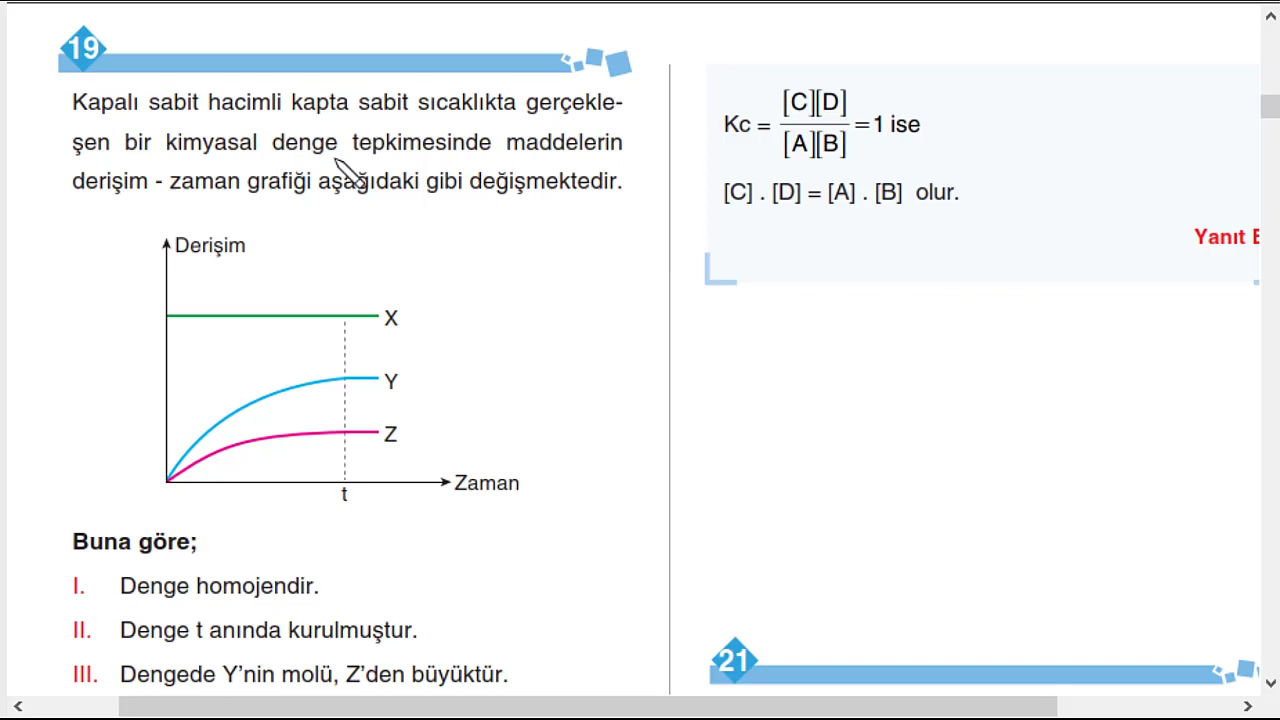 19
Kapalı sabit hacimli kapta sabit sıcaklıkta gerçekle-
şen bir kimyasal denge tepkimesinde maddelerin
derişim - zaman grafiği aşağıdaki gibi değişmektedir.
Derişim
X
Y
Z
Zaman
t
Buna göre;
I. Denge homojendir.
II. Denge t anında kurulmuştur.
III. Dengede Y'nin molü, Z'den büyüktür.
Kc = [C][D] / [A][B] = 1 ise
[C] . [D] = [A] . [B] olur.
Yanıt
21